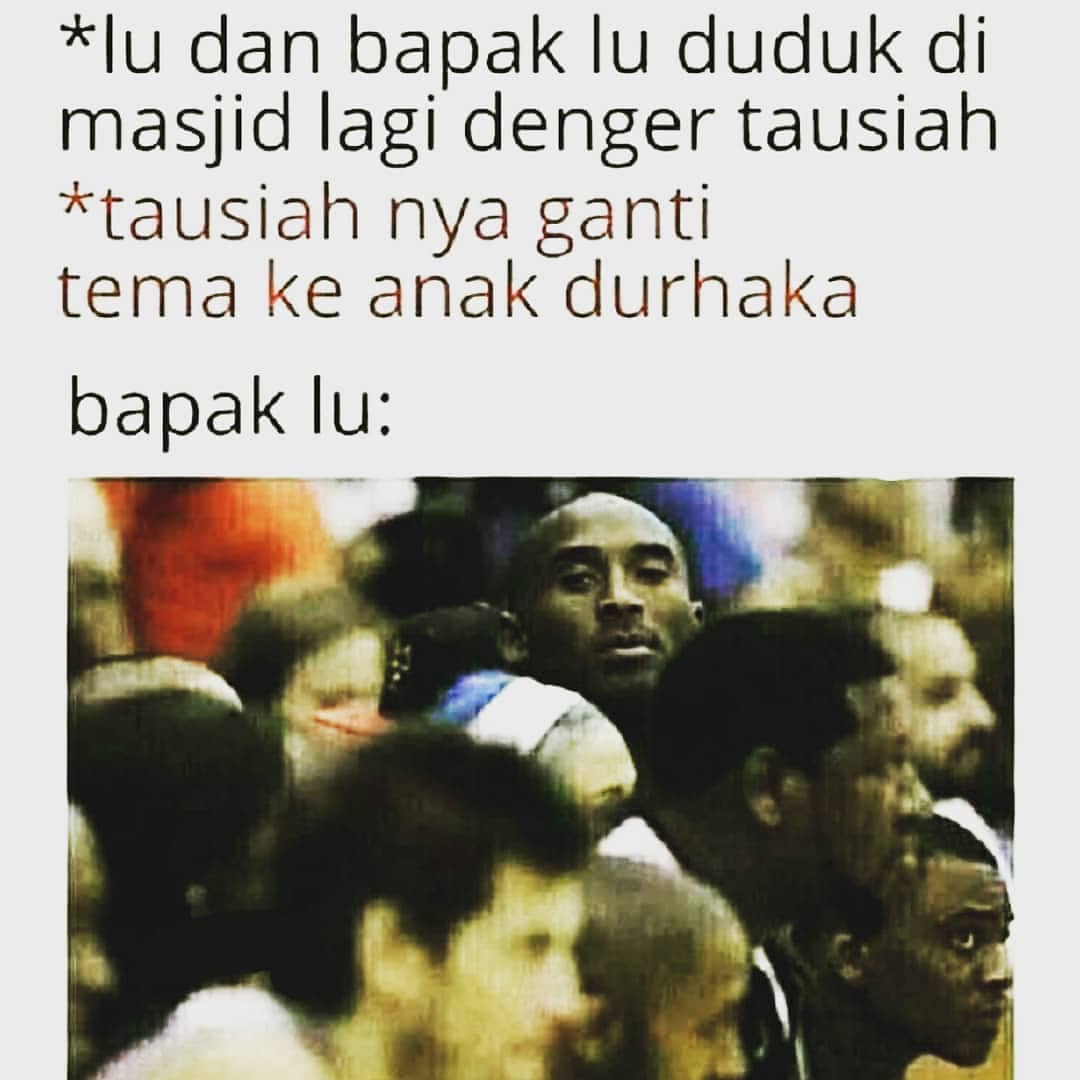 *lu dan bapak lu duduk di
masjid lagi denger tausiah
*tausiah nya ganti
tema ke anak durhaka
bapak lu: